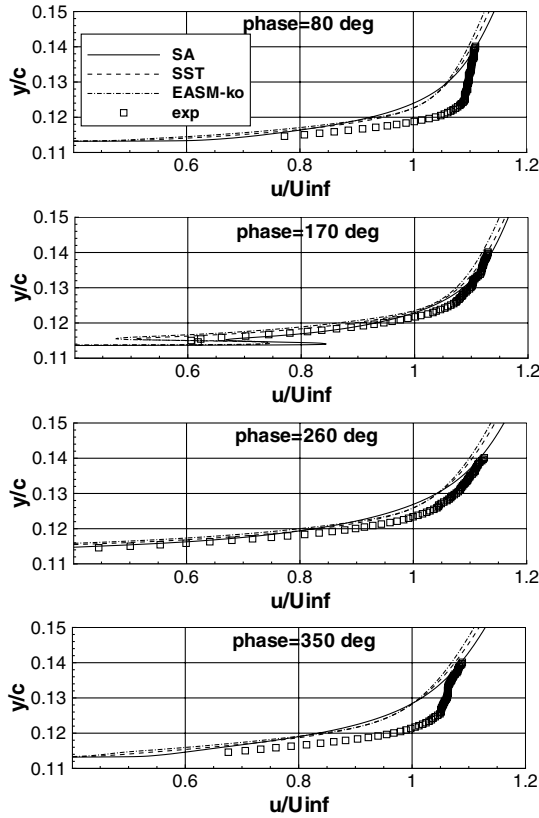 phase=80 deg
y/c
0.15
0.14
0.13
0.12
0.11
SA
SST
EASM-ko
exp
0.6 0.8 1 1.2
u/Uinf
phase=170 deg
y/c
0.15
0.14
0.13
0.12
0.11
0.6 0.8 1 1.2
u/Uinf
phase=260 deg
y/c
0.15
0.14
0.13
0.12
0.11
0.6 0.8 1 1.2
u/Uinf
phase=350 deg
y/c
0.15
0.14
0.13
0.12
0.11
0.6 0.8 1 1.2
u/Uinf